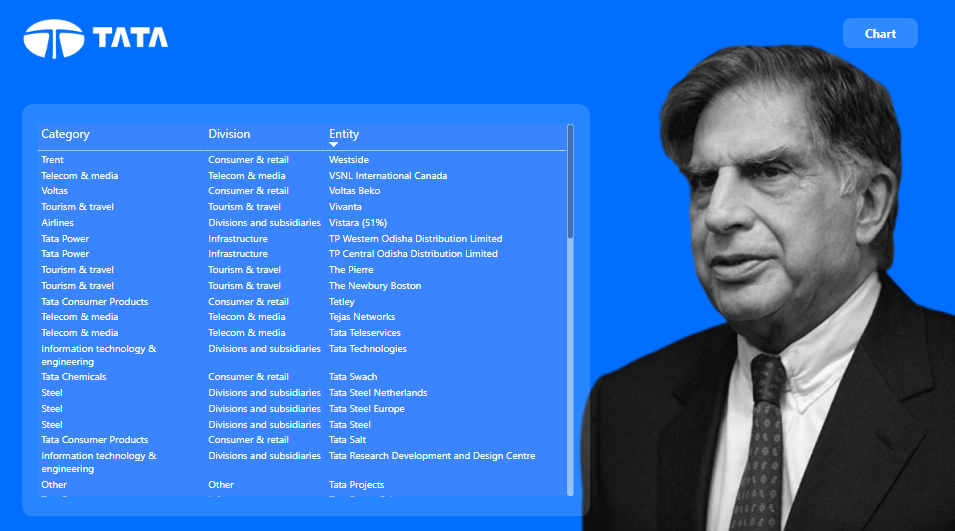 TATA
Chart
Category Division Entity
Trent Consumer & retail Westside
Telecom & media Telecom & media VSNL International Canada
Voltas Consumer & retail Voltas Beko
Tourism & travel Tourism & travel Vivanta
Airlines Divisions and subsidiaries Vistara (51%)
Tata Power Infrastructure TP Western Odisha Distribution Limited
Tata Power Infrastructure TP Central Odisha Distribution Limited
Tourism & travel Tourism & travel The Pierre
Tourism & travel Tourism & travel The Newbury Boston
Tata Consumer Products Consumer & retail Tetley
Telecom & media Telecom & media Tejas Networks
Telecom & media Telecom & media Tata Teleservices
Information technology & Divisions and subsidiaries Tata Technologies
engineering
Tata Chemicals Consumer & retail Tata Swach
Steel Divisions and subsidiaries Tata Steel Netherlands
Steel Divisions and subsidiaries Tata Steel Europe
Steel Divisions and subsidiaries Tata Steel
Tata Consumer Products Consumer & retail Tata Salt
Information technology & Divisions and subsidiaries Tata Research Development and Design Centre
engineering
Other Other Tata Projects